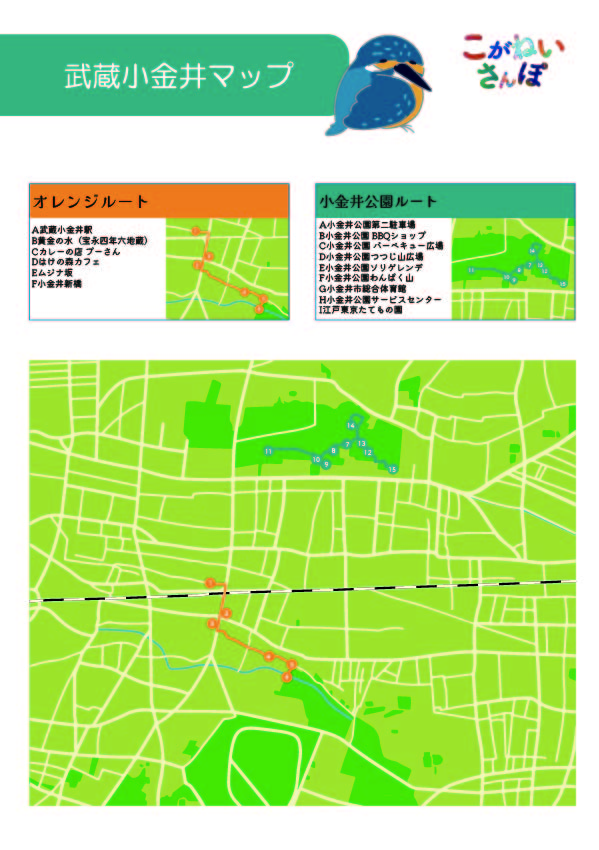 武蔵小金井マップ
こがねい
さんぽ
オレンジルート
A武蔵小金井駅
B黄金の水（宝永四年六地蔵）
Cカレーの店 プーさん
Dはけの森カフェ
Eムジナ坂
F小金井新橋
小金井公園ルート
A小金井公園第二駐車場
B小金井公園 BBQショップ
C小金井公園 バーベキュー広場
D小金井公園つつじ山広場
E小金井公園ソリゲレンデ
F小金井公園わんぱく山
G小金井市総合体育館
H小金井公園サービスセンター
I江戸東京たてもの園
14
11
10
9
8
7
13
12
15